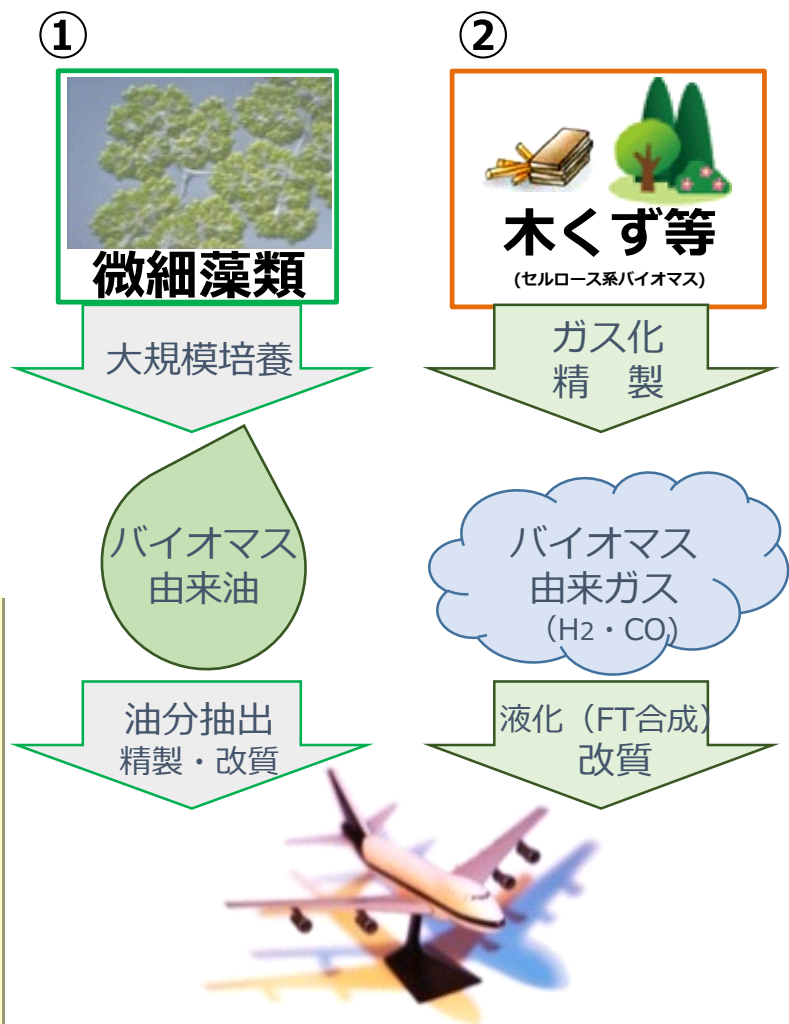 ①
微細藻類
大規模培養
バイオマス
由来油
油分抽出
精製・改質
②
木くず等
(セルロース系バイオマス)
ガス化
精　製
バイオマス
由来ガス
（H2・CO)
液化（FT合成）
改質